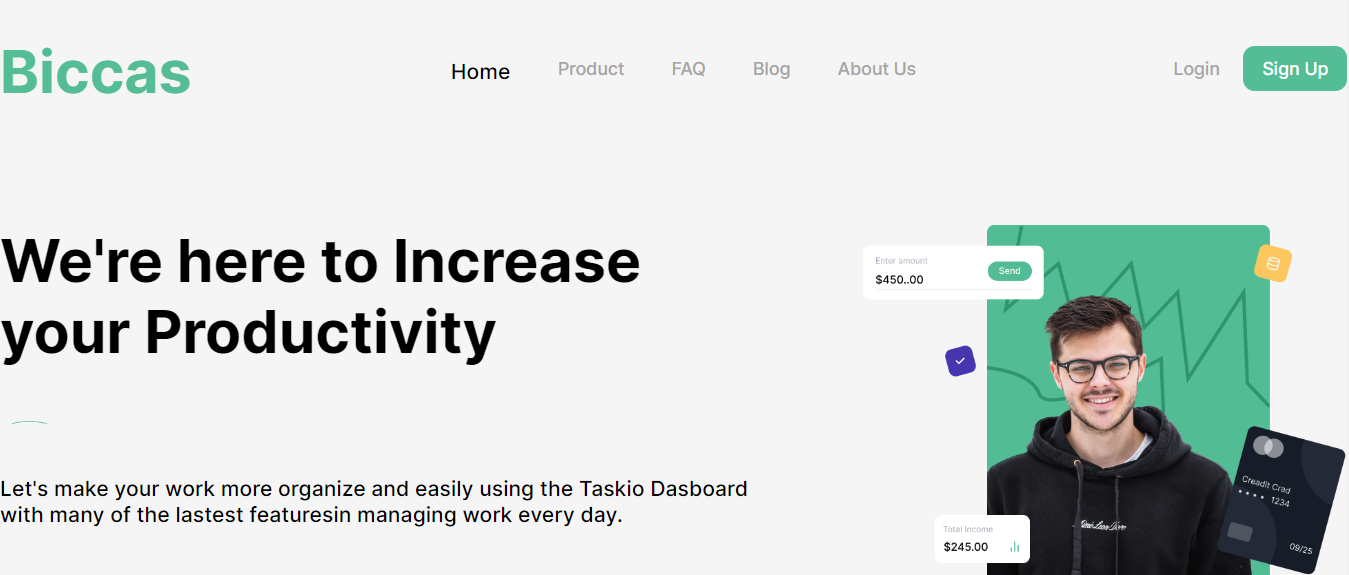 Biccas
Home Product FAQ Blog About Us Login Sign Up
We're here to Increase
your Productivity
Enter amount
$450..00
Send
Let's make your work more organize and easily using the Taskio Dasboard
with many of the lastest featuresin managing work every day.
Total Income
$245.00
Creadit Crad
1234
09/25